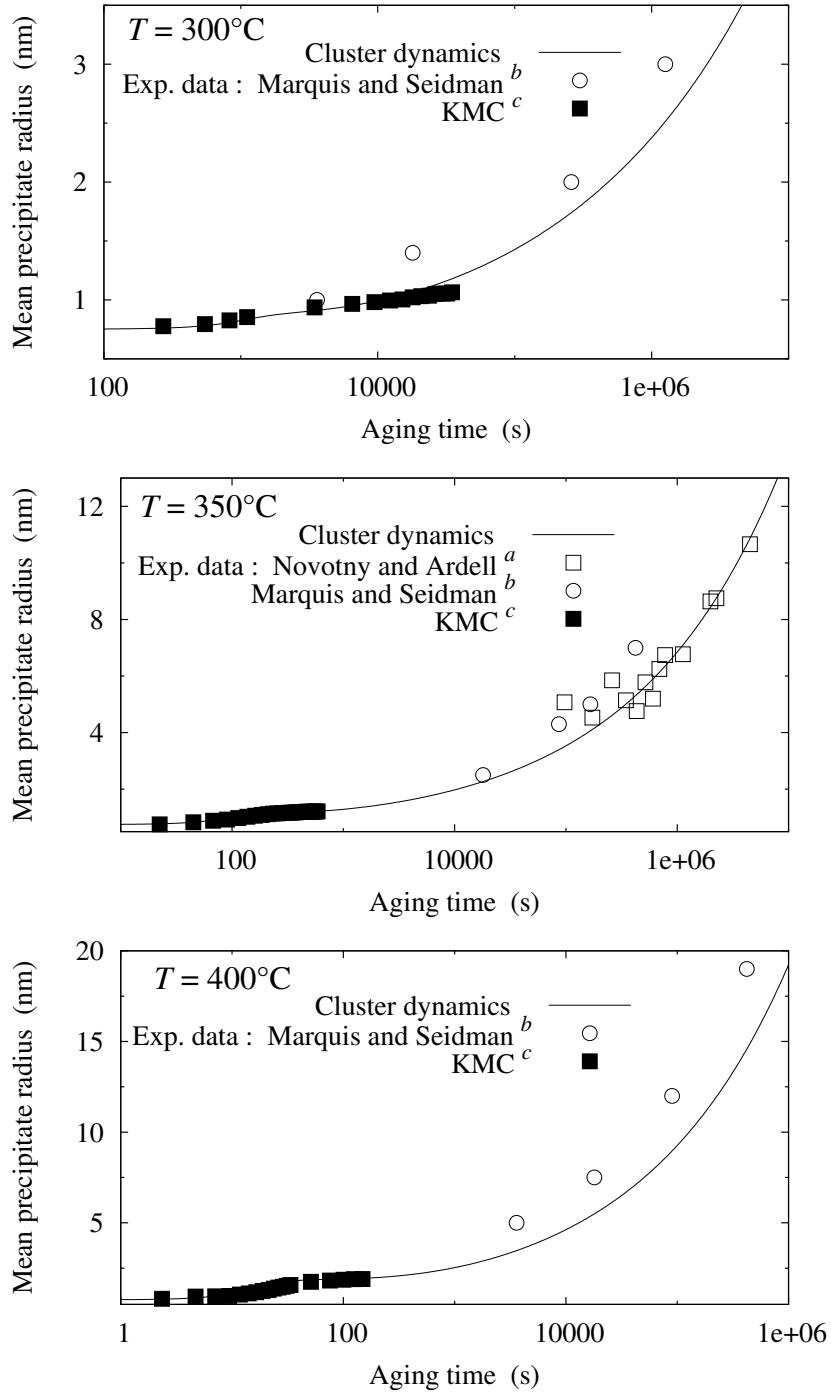 T = 300°C
Cluster dynamics
Exp. data : Marquis and Seidman b
KMC c
Mean precipitate radius (nm)
3
2
1
100
10000
1e+06
Aging time (s)
T = 350°C
Cluster dynamics
Exp. data : Novotny and Ardell a
Marquis and Seidman b
KMC c
Mean precipitate radius (nm)
12
8
4
100
10000
1e+06
Aging time (s)
T = 400°C
Cluster dynamics
Exp. data : Marquis and Seidman b
KMC c
Mean precipitate radius (nm)
20
15
10
5
1
100
10000
1e+06
Aging time (s)